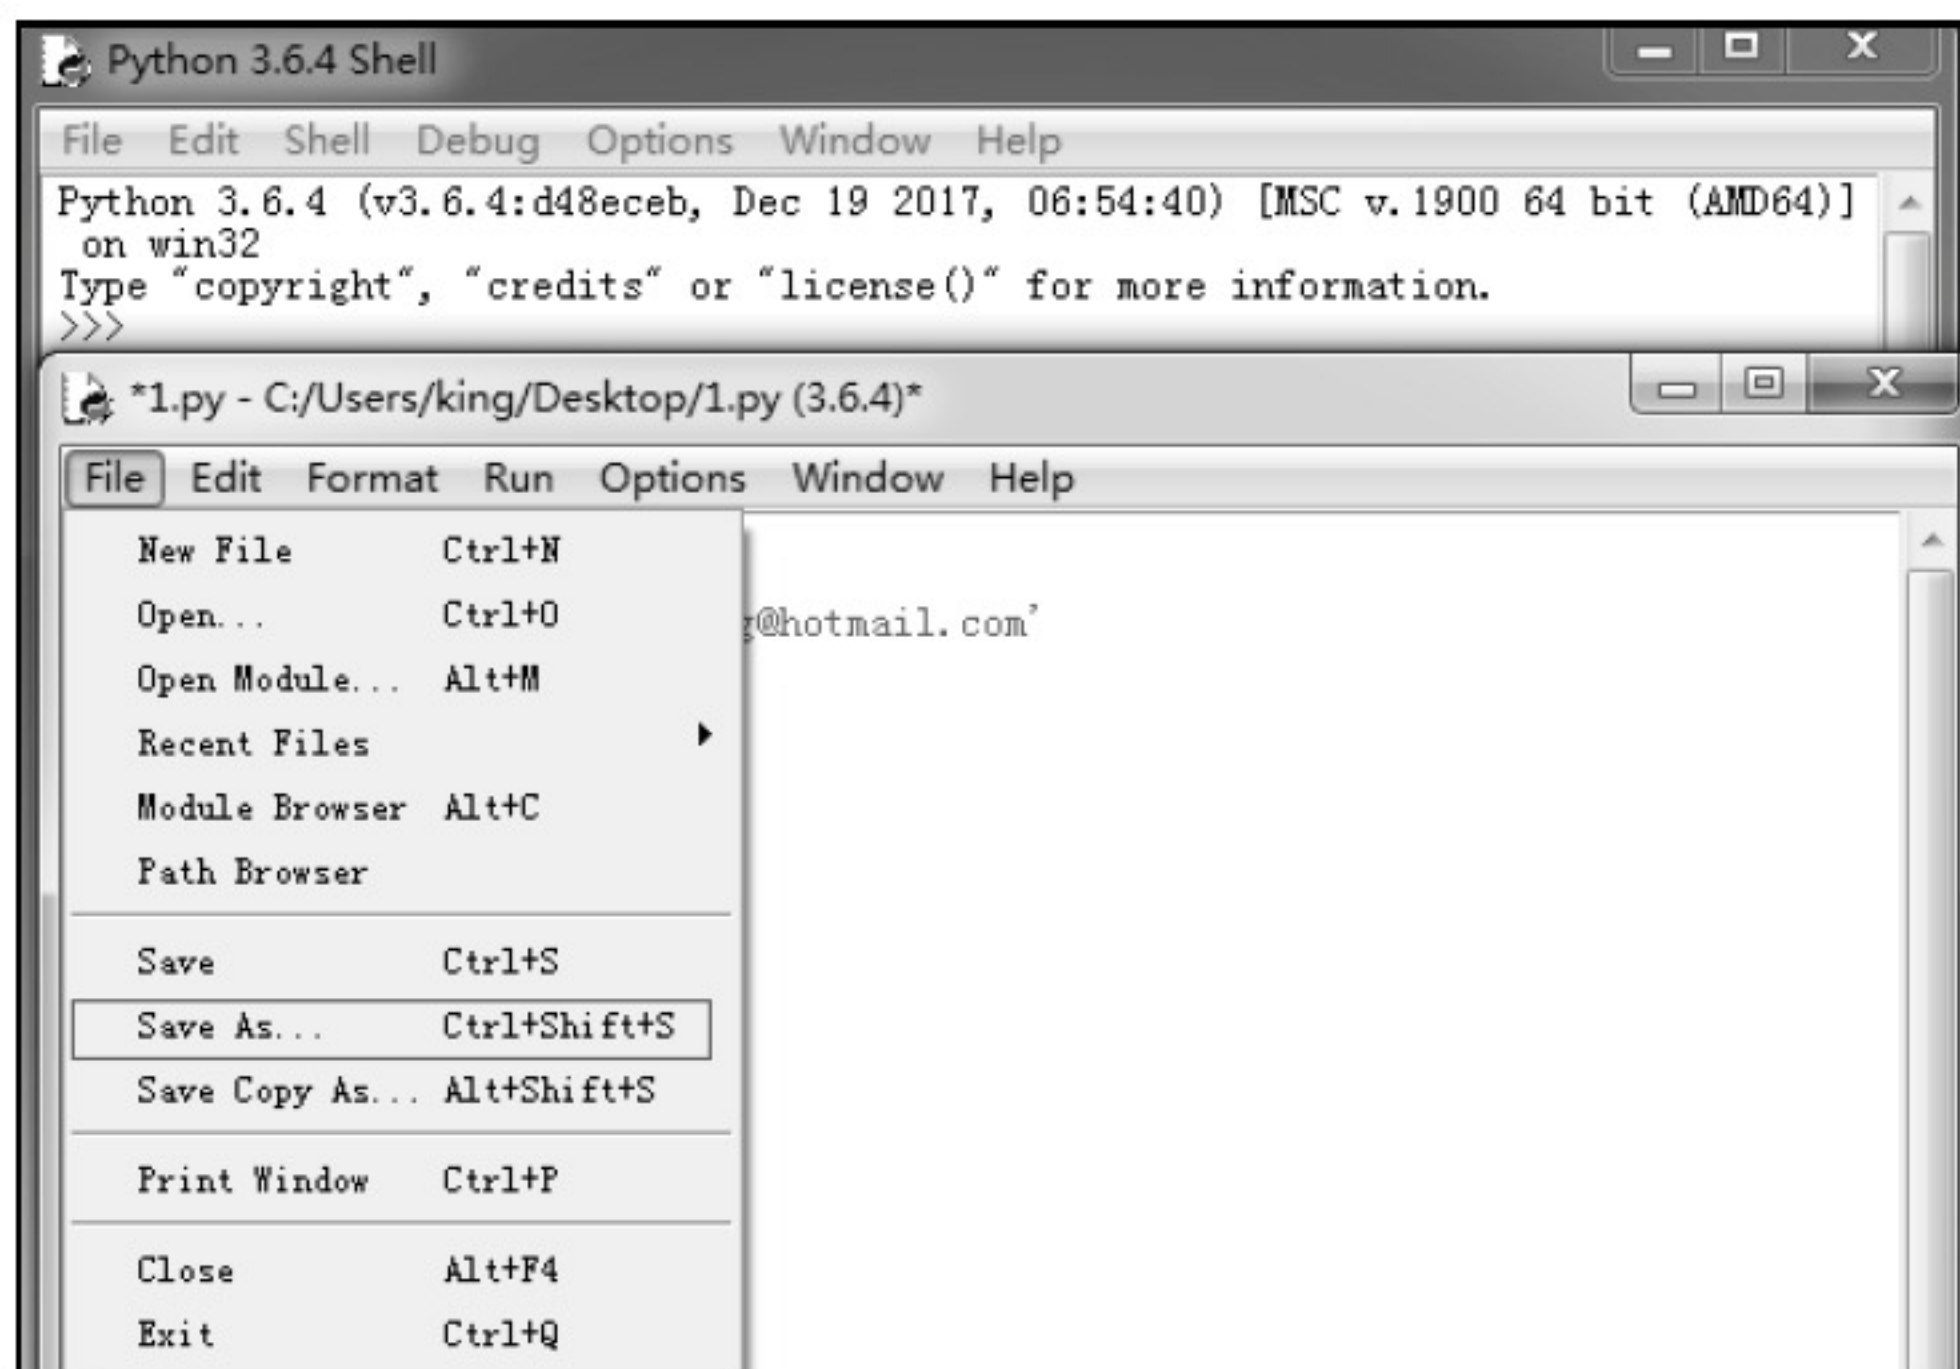 Python 3.6.4 Shell
File Edit Shell Debug Options Window Help
Python 3.6.4 (v3.6.4:d48eceb, Dec 19 2017, 06:54:40) [MSC v.1900 64 bit (AMD64)]
on win32
Type "copyright", "credits" or "license()" for more information.
>>>
*1.py - C:/Users/king/Desktop/1.py (3.6.4)*
File Edit Format Run Options Window Help
New File Ctrl+N
Open... Ctrl+O
g@hotmail.com'
Open Module... Alt+M
Recent Files
Module Browser Alt+C
Path Browser
Save Ctrl+S
Save As... Ctrl+Shift+S
Save Copy As... Alt+Shift+S
Print Window Ctrl+P
Close Alt+F4
Exit Ctrl+Q